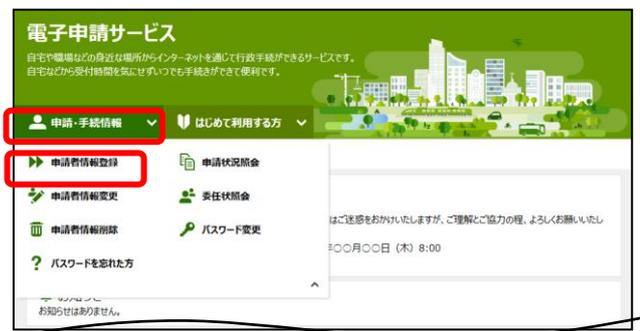 電子申請サービス
自宅や職場などの身近な場所からインターネットを通じて行政手続ができるサービスです。
自宅などから受付時間を気にせずいつでも手続きができて便利です。
申請・手続情報
はじめて利用する方
申請者情報登録
申請状況照会
申請者情報変更
委任状照会
申請者情報削除
パスワード変更
パスワードを忘れた方
はご迷惑をおかけいたしますが、ご理解とご協力の程、よろしくお願いいたし
年〇〇月〇〇日（木）8:00
お知らせ
お知らせはありません。